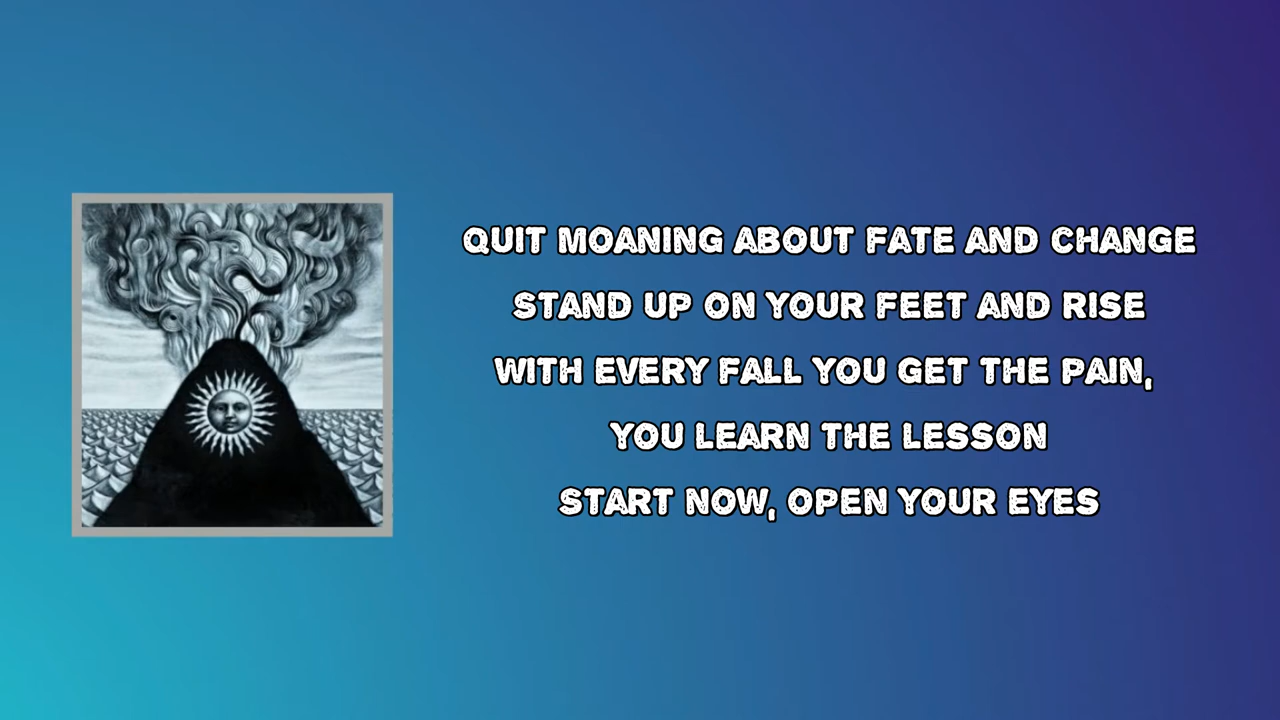 QUIT MOANING ABOUT FATE AND CHANGE
STAND UP ON YOUR FEET AND RISE
WITH EVERY FALL YOU GET THE PAIN,
YOU LEARN THE LESSON
START NOW, OPEN YOUR EYES